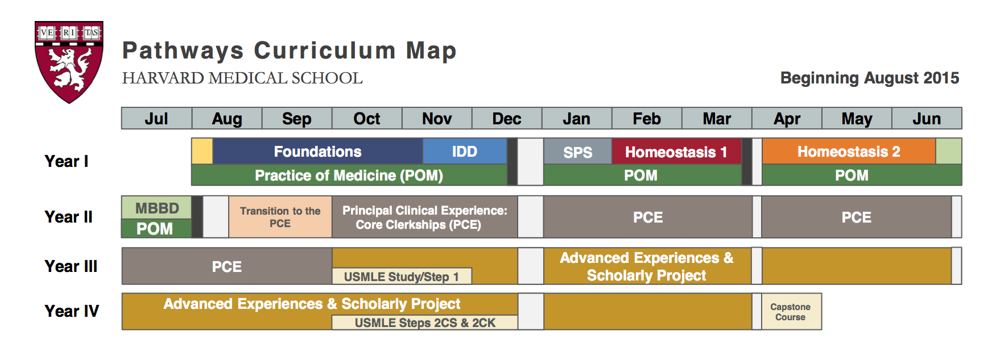 VE RI TAS
Pathways Curriculum Map
HARVARD MEDICAL SCHOOL
Beginning August 2015
Jul Aug Sep Oct Nov Dec Jan Feb Mar Apr May Jun
Year I
Foundations
IDD
SPS
Homeostasis 1
Homeostasis 2
Practice of Medicine (POM)
POM
POM
Year II
MBBD
POM
Transition to the
PCE
Principal Clinical Experience:
Core Clerkships (PCE)
PCE
PCE
Year III
PCE
USMLE Study/Step 1
Advanced Experiences &
Scholarly Project
Year IV
Advanced Experiences & Scholarly Project
USMLE Steps 2CS & 2CK
Capstone
Course